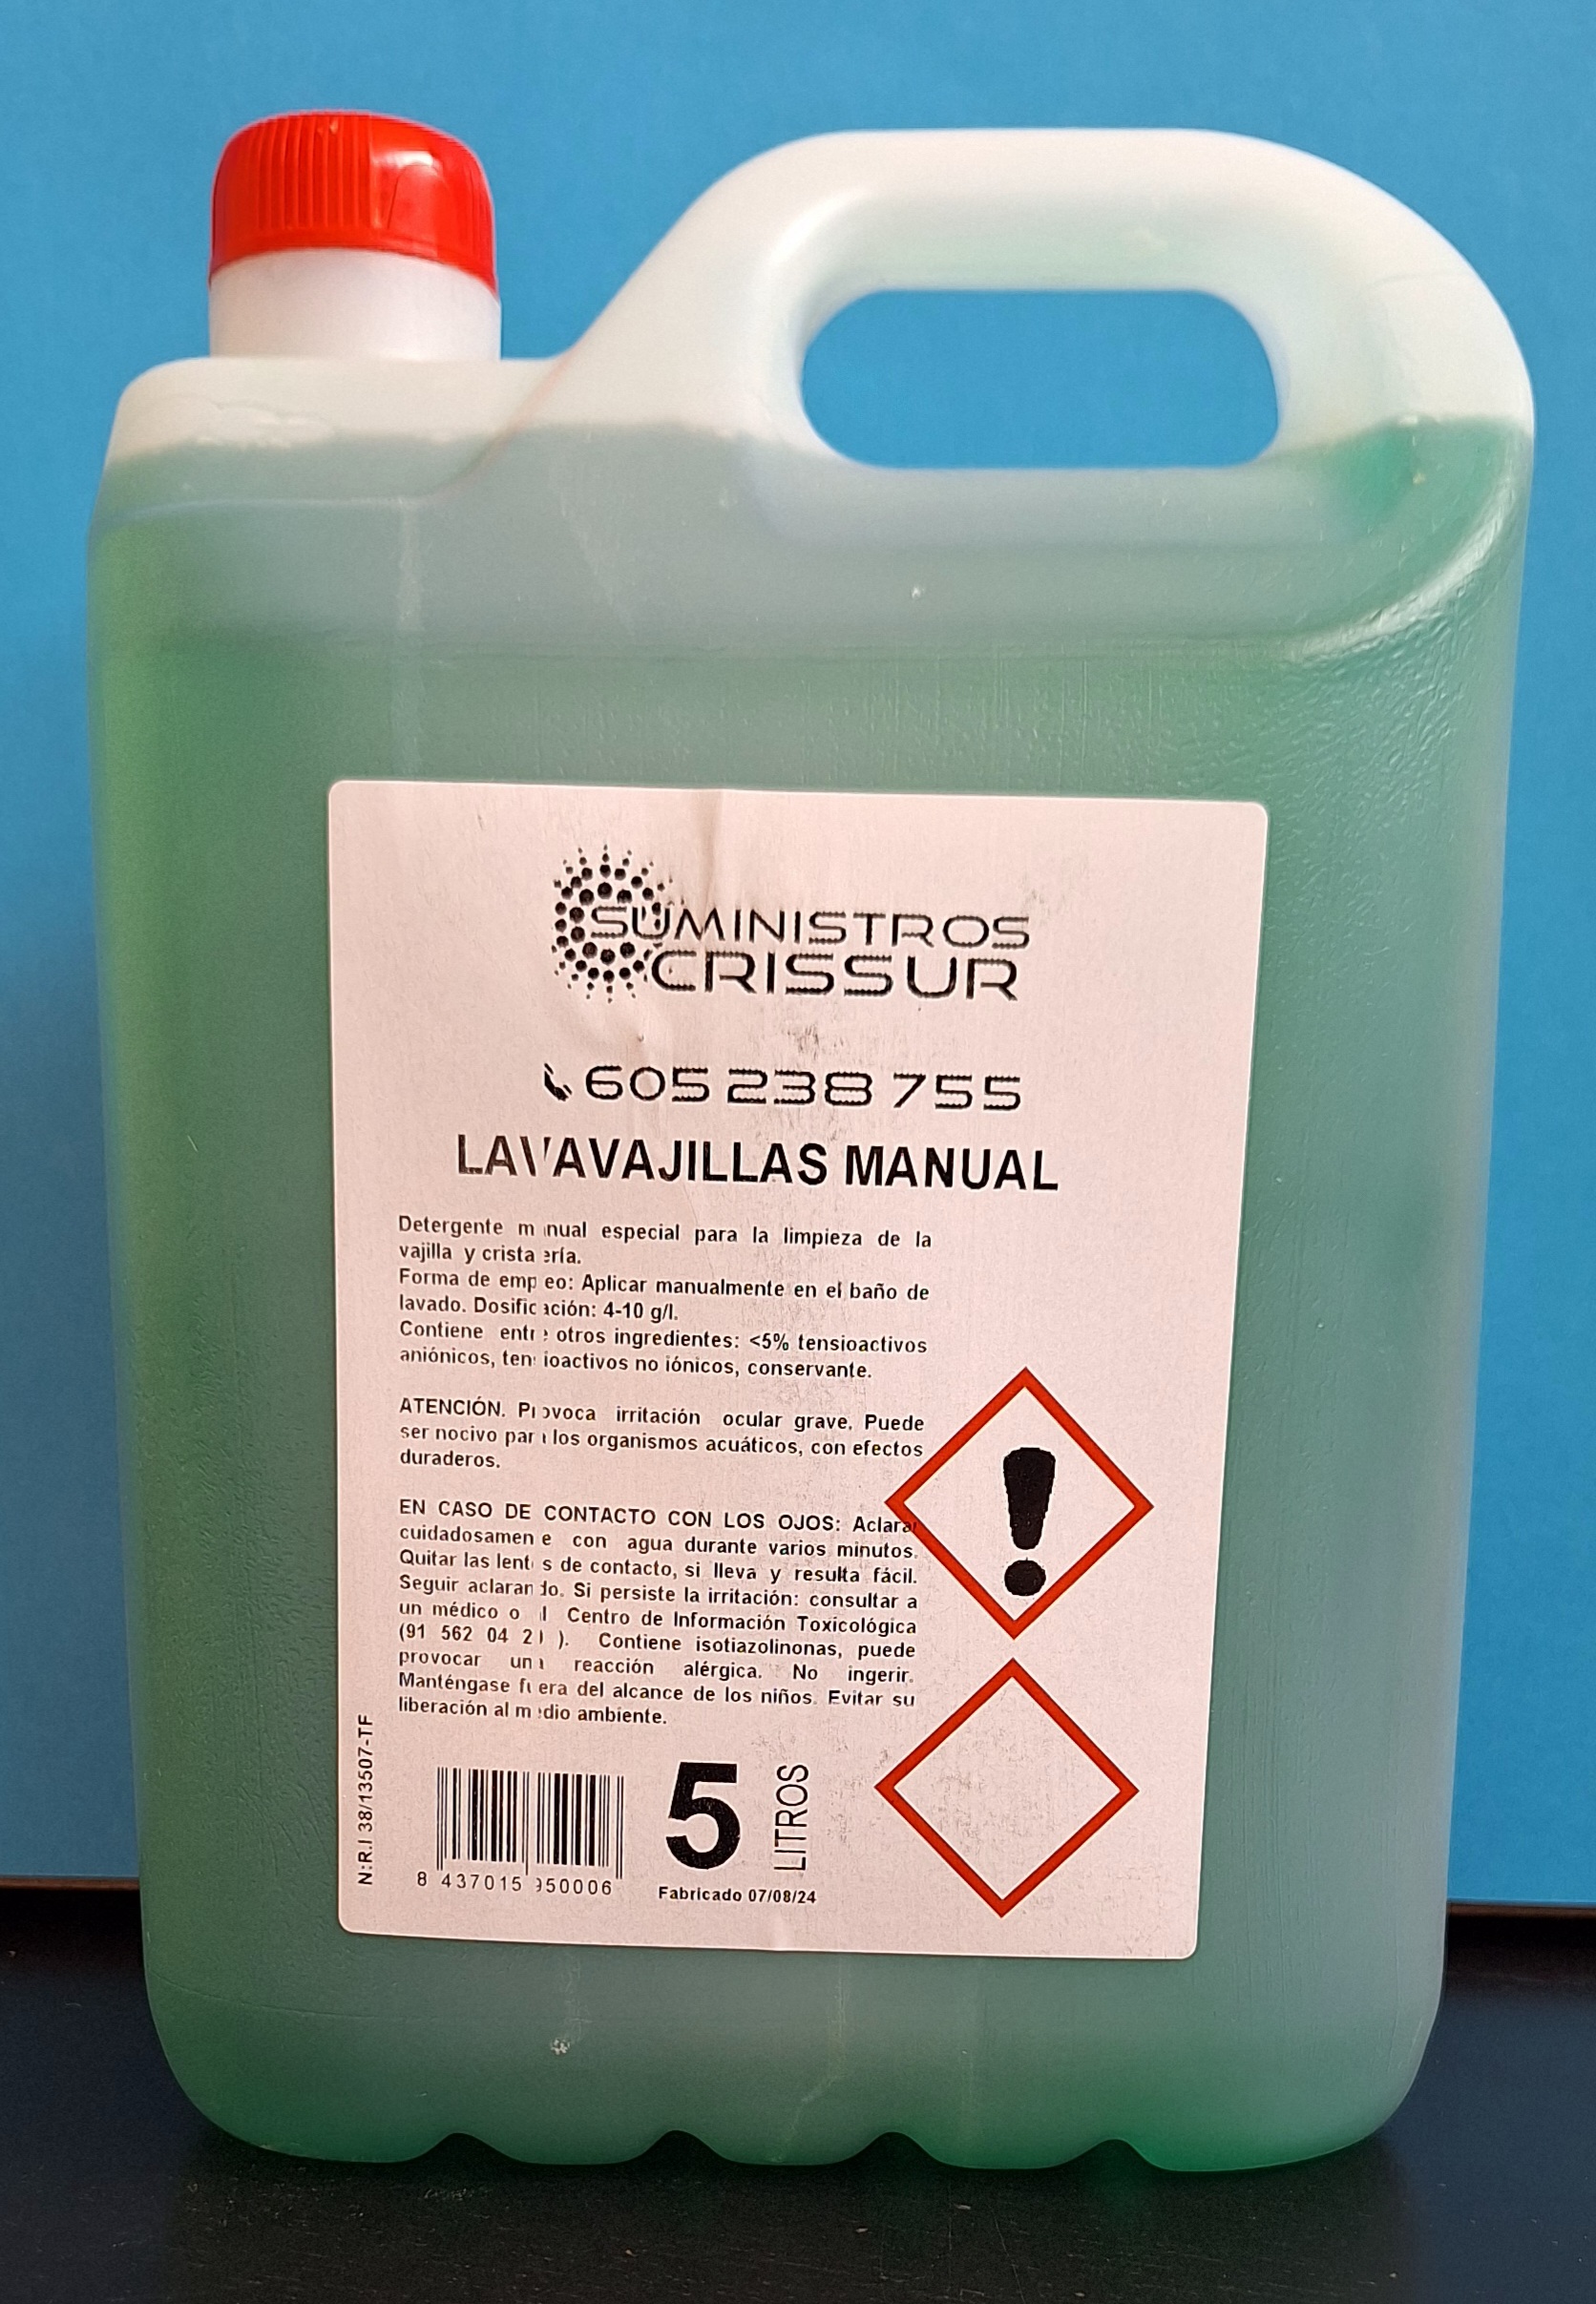 SUMINISTROS
CRISSUR
605 238 755
LAVAVAJILLAS MANUAL
Detergente manual especial para la limpieza de la
vajilla y cristalería.
Forma de empleo: Aplicar manualmente en el baño de
lavado. Dosificación: 4-10 g/l.
Contiene entre otros ingredientes: <5% tensioactivos
aniónicos, tensioactivos no iónicos, conservante.
ATENCIÓN. Provoca irritación ocular grave. Puede
ser nocivo para los organismos acuáticos, con efectos
duraderos.
EN CASO DE CONTACTO CON LOS OJOS: Aclarar
cuidadosamente con agua durante varios minutos.
Quitar las lentes de contacto, si lleva y resulta fácil.
Seguir aclarando. Si persiste la irritación: consultar a
un médico o al Centro de Información Toxicológica
(91 562 04 20 ). Contiene isotiazolinonas, puede
provocar una reacción alérgica. No ingerir.
Manténgase fuera del alcance de los niños. Evitar su
liberación al medio ambiente.
N.R.I 38/13507-TF
8 437015 950006
5
LITROS
Fabricado 07/08/24